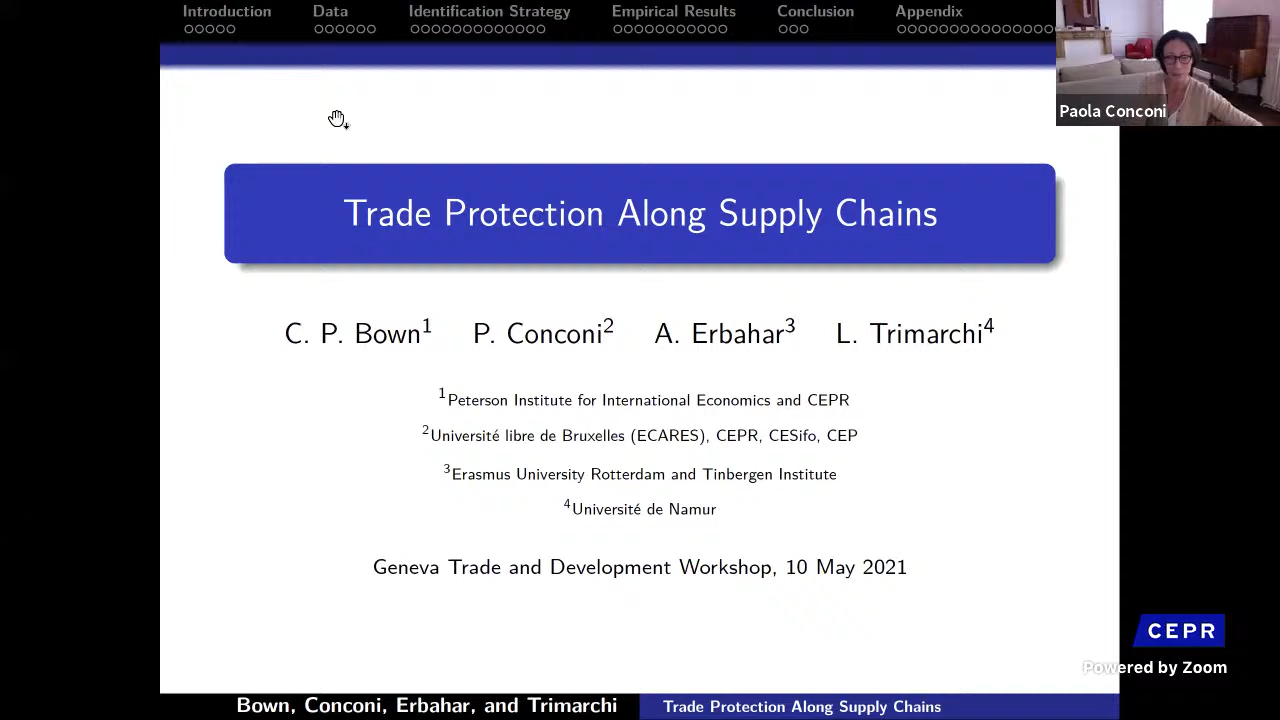 Introduction Data Identification Strategy Empirical Results Conclusion Appendix
Paola Conconi
Trade Protection Along Supply Chains
C. P. Bown¹ P. Conconi² A. Erbahar³ L. Trimarchi⁴
¹Peterson Institute for International Economics and CEPR
²Université libre de Bruxelles (ECARES), CEPR, CESifo, CEP
³Erasmus University Rotterdam and Tinbergen Institute
⁴Université de Namur
Geneva Trade and Development Workshop, 10 May 2021
CEPR
Powered by Zoom
Bown, Conconi, Erbahar, and Trimarchi Trade Protection Along Supply Chains